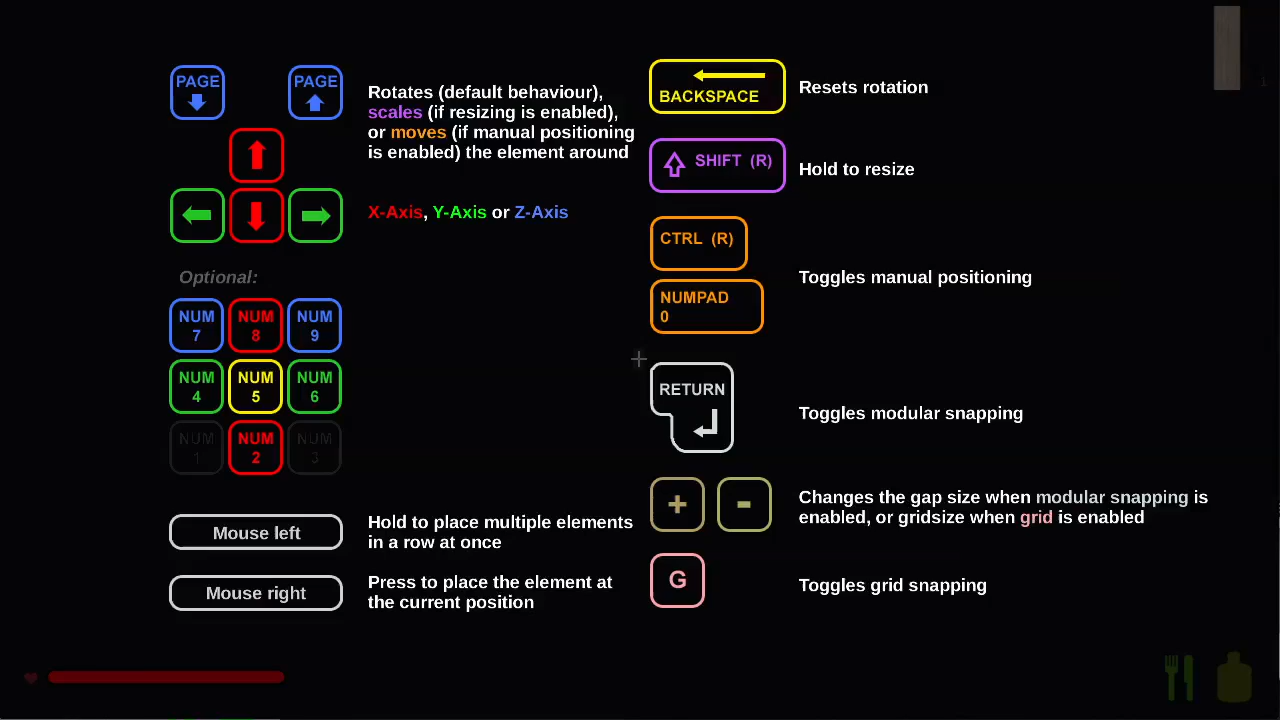 PAGE
PAGE
Rotates (default behaviour),
scales (if resizing is enabled),
or moves (if manual positioning
is enabled) the element around
X-Axis, Y-Axis or Z-Axis
Optional:
NUM 7
NUM 8
NUM 9
NUM 4
NUM 5
NUM 6
NUM 1
NUM 2
NUM 3
Mouse left
Hold to place multiple elements
in a row at once
Mouse right
Press to place the element at
the current position
BACKSPACE
Resets rotation
SHIFT (R)
Hold to resize
CTRL (R)
NUMPAD
0
Toggles manual positioning
RETURN
Toggles modular snapping
+
-
Changes the gap size when modular snapping is
enabled, or gridsize when grid is enabled
G
Toggles grid snapping
1